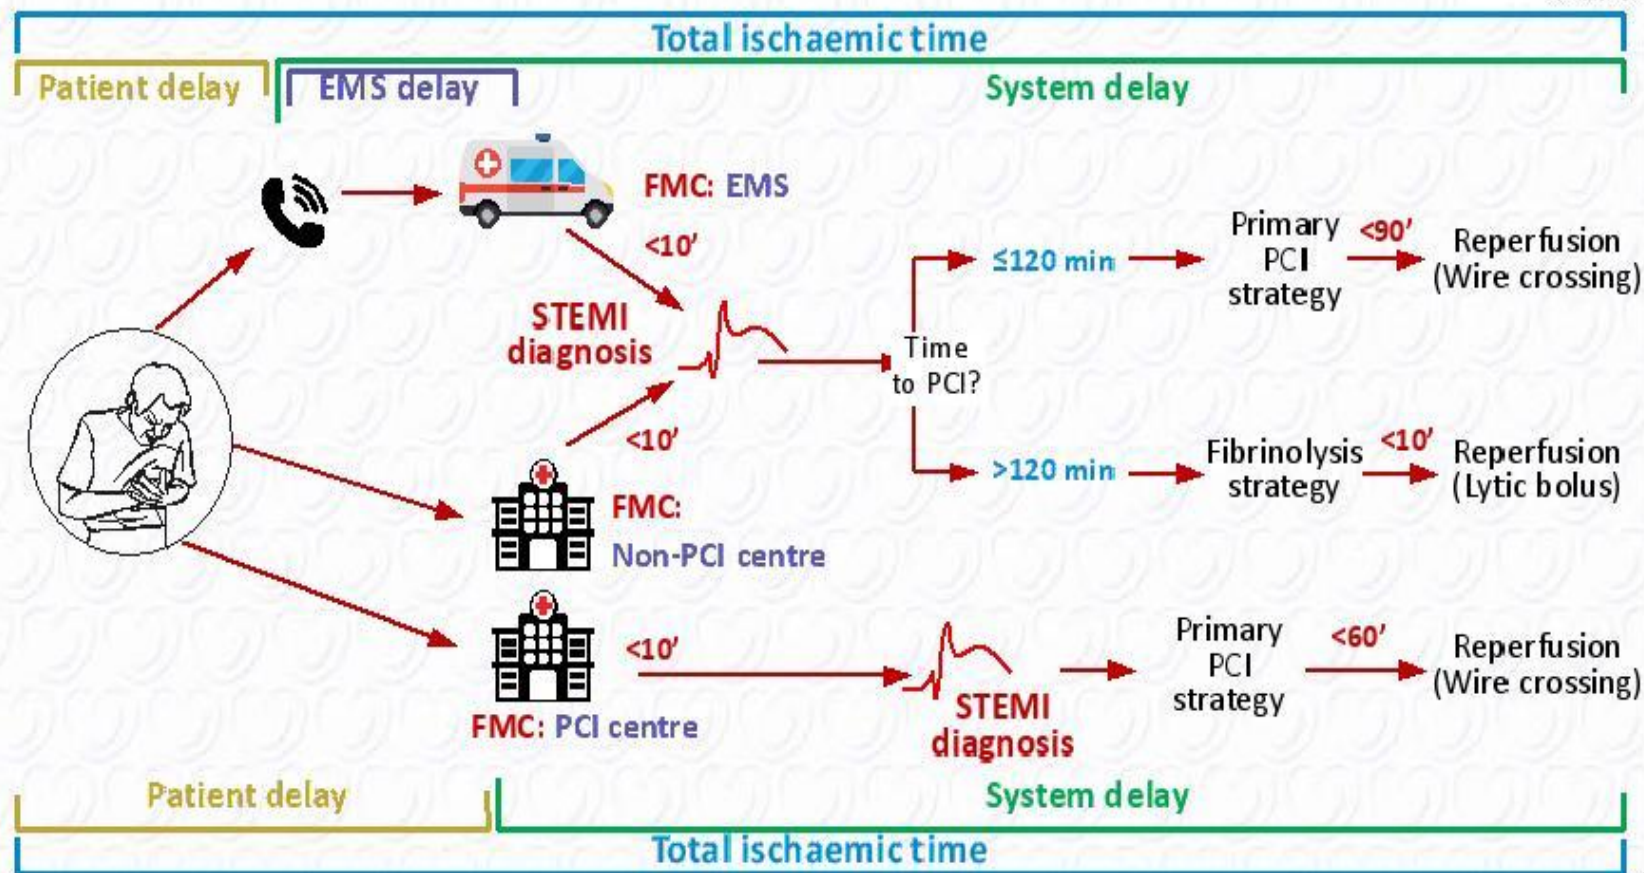 Total ischaemic time
Patient delay
EMS delay
System delay
FMC: EMS
<10’
STEMI
diagnosis
<10’
FMC:
Non-PCI centre
Time
to PCI?
≤120 min
Primary
PCI
strategy
<90’
Reperfusion
(Wire crossing)
>120 min
Fibrinolysis
strategy
<10’
Reperfusion
(Lytic bolus)
<10’
FMC: PCI centre
STEMI
diagnosis
Primary
PCI
strategy
<60’
Reperfusion
(Wire crossing)
Patient delay
System delay
Total ischaemic time